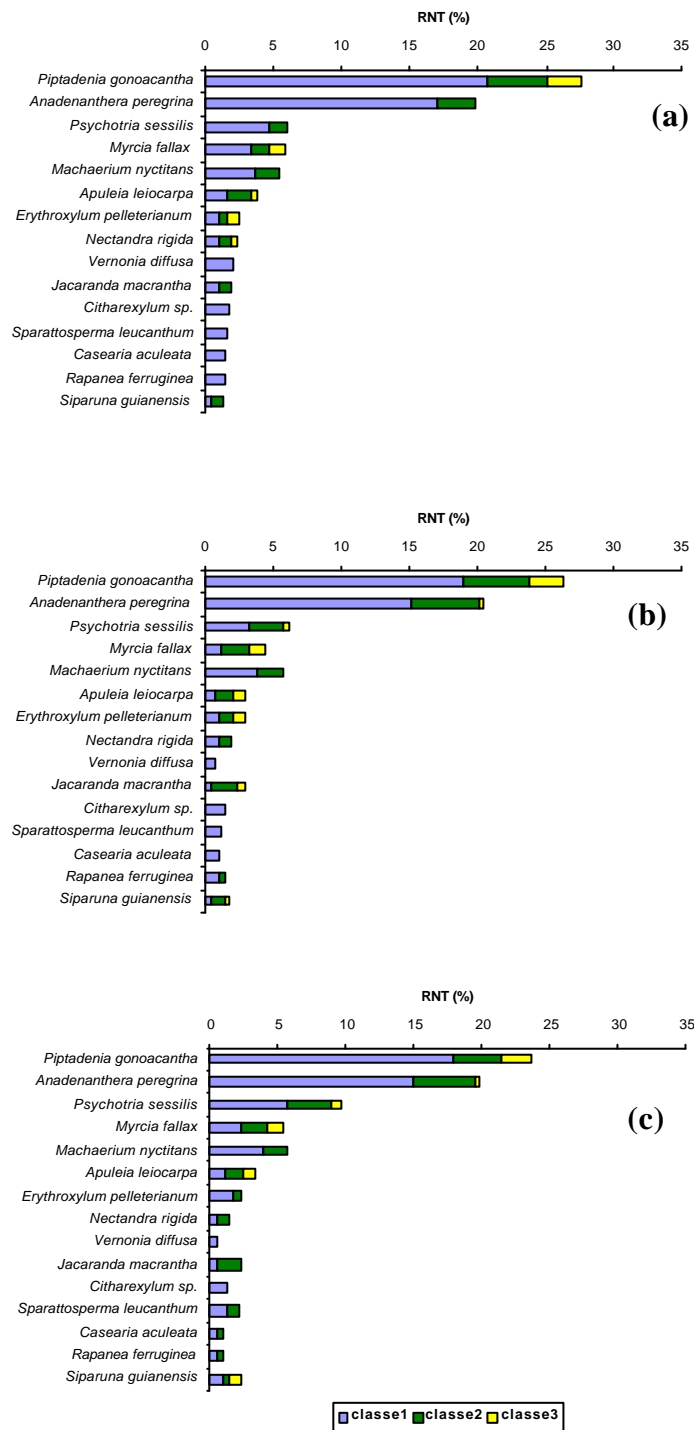 RNT (%)
0 5 10 15 20 25 30 35
Piptadenia gonoacantha
Anadenanthera peregrina
(a)
Psychotria sessilis
Myrcia fallax
Machaerium nyctitans
Apuleia leiocarpa
Erythroxylum pelleterianum
Nectandra rigida
Vernonia diffusa
Jacaranda macrantha
Citharexylum sp.
Sparattosperma leucanthum
Casearia aculeata
Rapanea ferruginea
Siparuna guianensis
RNT (%)
0 5 10 15 20 25 30 35
Piptadenia gonoacantha
Anadenanthera peregrina
(b)
Psychotria sessilis
Myrcia fallax
Machaerium nyctitans
Apuleia leiocarpa
Erythroxylum pelleterianum
Nectandra rigida
Vernonia diffusa
Jacaranda macrantha
Citharexylum sp.
Sparattosperma leucanthum
Casearia aculeata
Rapanea ferruginea
Siparuna guianensis
RNT (%)
0 5 10 15 20 25 30 35
Piptadenia gonoacantha
Anadenanthera peregrina
Psychotria sessilis
(c)
Myrcia fallax
Machaerium nyctitans
Apuleia leiocarpa
Erythroxylum pelleterianum
Nectandra rigida
Vernonia diffusa
Jacaranda macrantha
Citharexylum sp.
Sparattosperma leucanthum
Casearia aculeata
Rapanea ferruginea
Siparuna guianensis
classe1 classe2 classe3